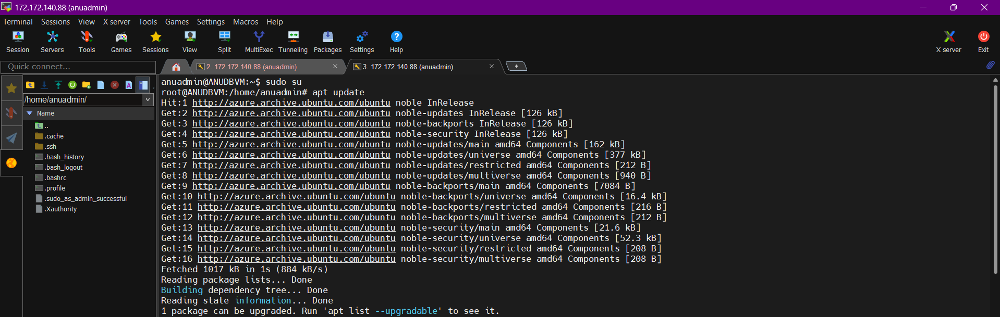 172.172.140.88 (anuadmin)
Terminal Sessions View X server Tools Games Settings Macros Help
Session Servers Tools Games Sessions View Split MultiExec Tunneling Packages Settings Help X server Exit
Quick connect...
2. 172.172.140.88 (anuadmin)
3. 172.172.140.88 (anuadmin)
/home/anuadmin/
Name
..
.cache
.ssh
.bash_history
.bash_logout
.bashrc
.profile
.sudo_as_admin_successful
.Xauthority
anuadmin@ANUDBVM:~$ sudo su
root@ANUDBVM:/home/anuadmin# apt update
Hit:1 http://azure.archive.ubuntu.com/ubuntu noble InRelease
Get:2 http://azure.archive.ubuntu.com/ubuntu noble-updates InRelease [126 kB]
Get:3 http://azure.archive.ubuntu.com/ubuntu noble-backports InRelease [126 kB]
Get:4 http://azure.archive.ubuntu.com/ubuntu noble-security InRelease [126 kB]
Get:5 http://azure.archive.ubuntu.com/ubuntu noble-updates/main amd64 Components [162 kB]
Get:6 http://azure.archive.ubuntu.com/ubuntu noble-updates/universe amd64 Components [377 kB]
Get:7 http://azure.archive.ubuntu.com/ubuntu noble-updates/restricted amd64 Components [212 B]
Get:8 http://azure.archive.ubuntu.com/ubuntu noble-updates/multiverse amd64 Components [940 B]
Get:9 http://azure.archive.ubuntu.com/ubuntu noble-backports/main amd64 Components [7084 B]
Get:10 http://azure.archive.ubuntu.com/ubuntu noble-backports/universe amd64 Components [16.4 kB]
Get:11 http://azure.archive.ubuntu.com/ubuntu noble-backports/restricted amd64 Components [216 B]
Get:12 http://azure.archive.ubuntu.com/ubuntu noble-backports/multiverse amd64 Components [212 B]
Get:13 http://azure.archive.ubuntu.com/ubuntu noble-security/main amd64 Components [21.6 kB]
Get:14 http://azure.archive.ubuntu.com/ubuntu noble-security/universe amd64 Components [52.3 kB]
Get:15 http://azure.archive.ubuntu.com/ubuntu noble-security/restricted amd64 Components [208 B]
Get:16 http://azure.archive.ubuntu.com/ubuntu noble-security/multiverse amd64 Components [208 B]
Fetched 1017 kB in 1s (884 kB/s)
Reading package lists... Done
Building dependency tree... Done
Reading state information... Done
1 package can be upgraded. Run 'apt list --upgradable' to see it.